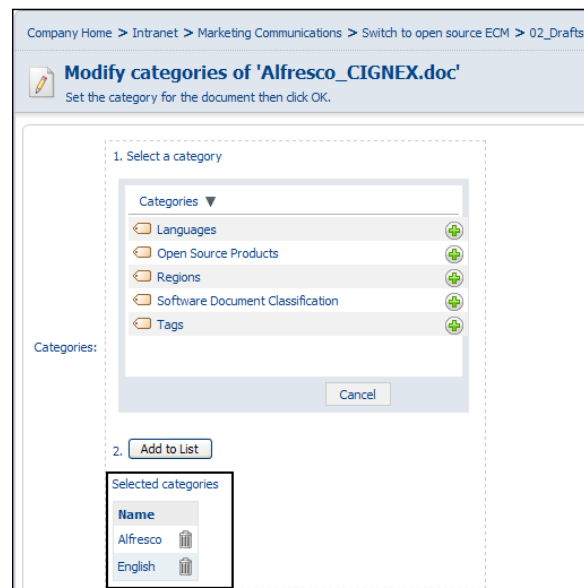 Company Home > Intranet > Marketing Communications > Switch to open source ECM > 02_Drafts
Modify categories of 'Alfresco_CIGNEX.doc'
Set the category for the document then click OK.
1. Select a category
Categories
Languages
Open Source Products
Regions
Software Document Classification
Tags
Categories:
Cancel
2. Add to List
Selected categories
Name
Alfresco
English